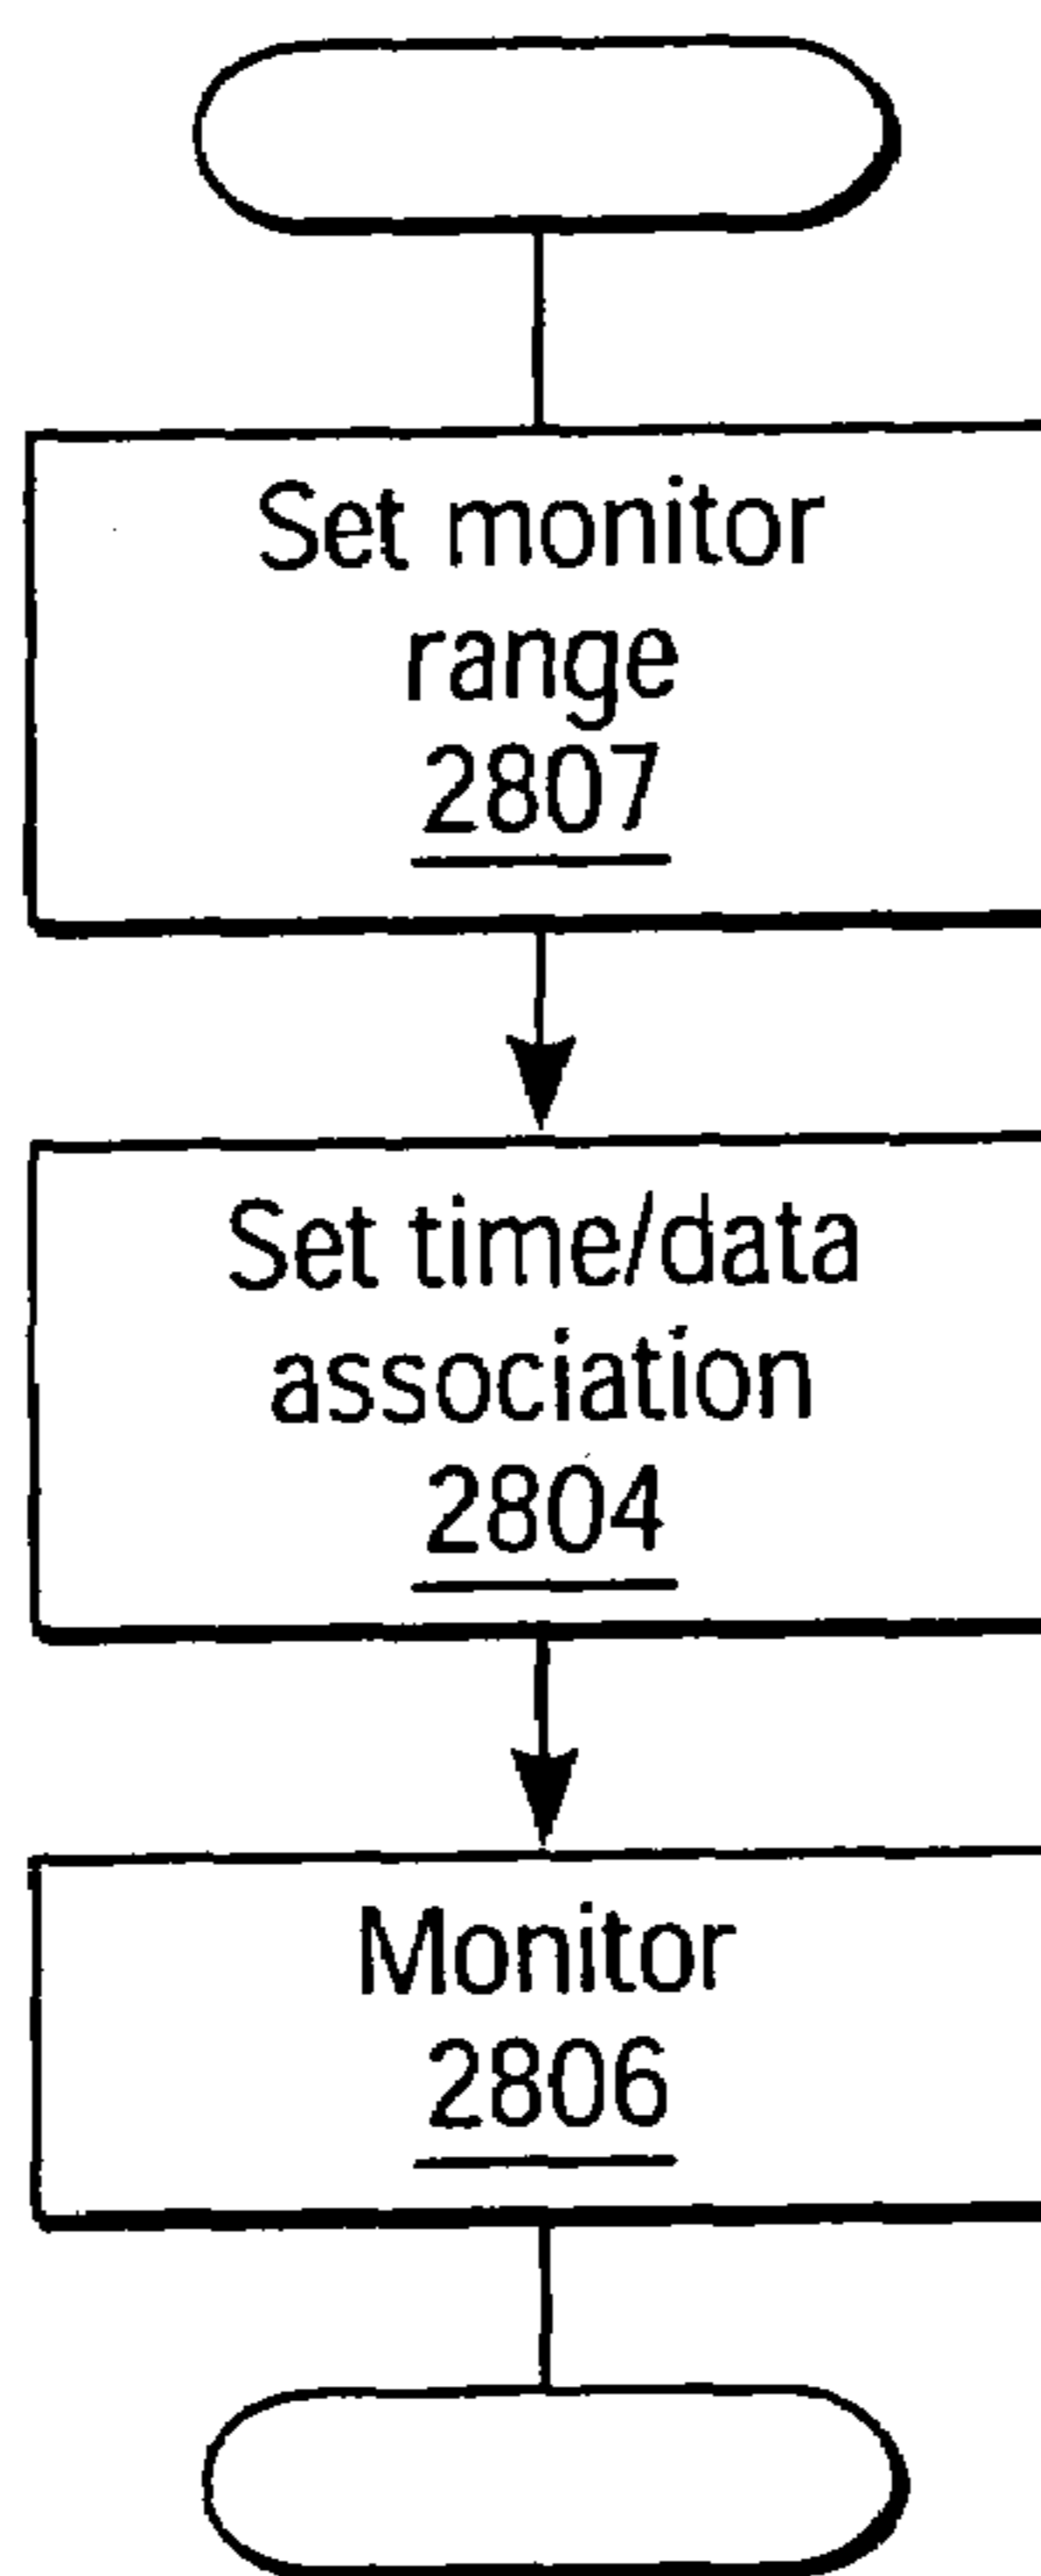 Set monitor
range
2807
Set time/data
association
2804
Monitor
2806